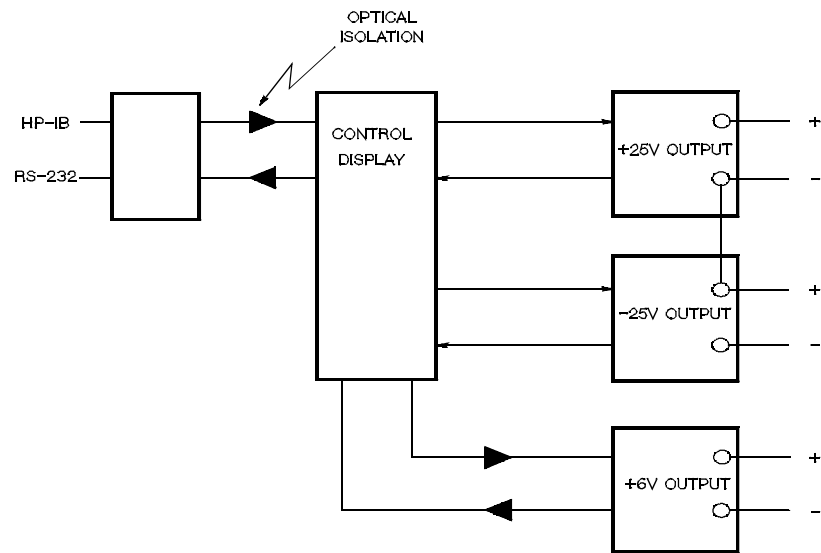 OPTICAL
ISOLATION
HP-IB
RS-232
CONTROL
DISPLAY
+25V OUTPUT
+
-
-25V OUTPUT
+
-
+6V OUTPUT
+
-